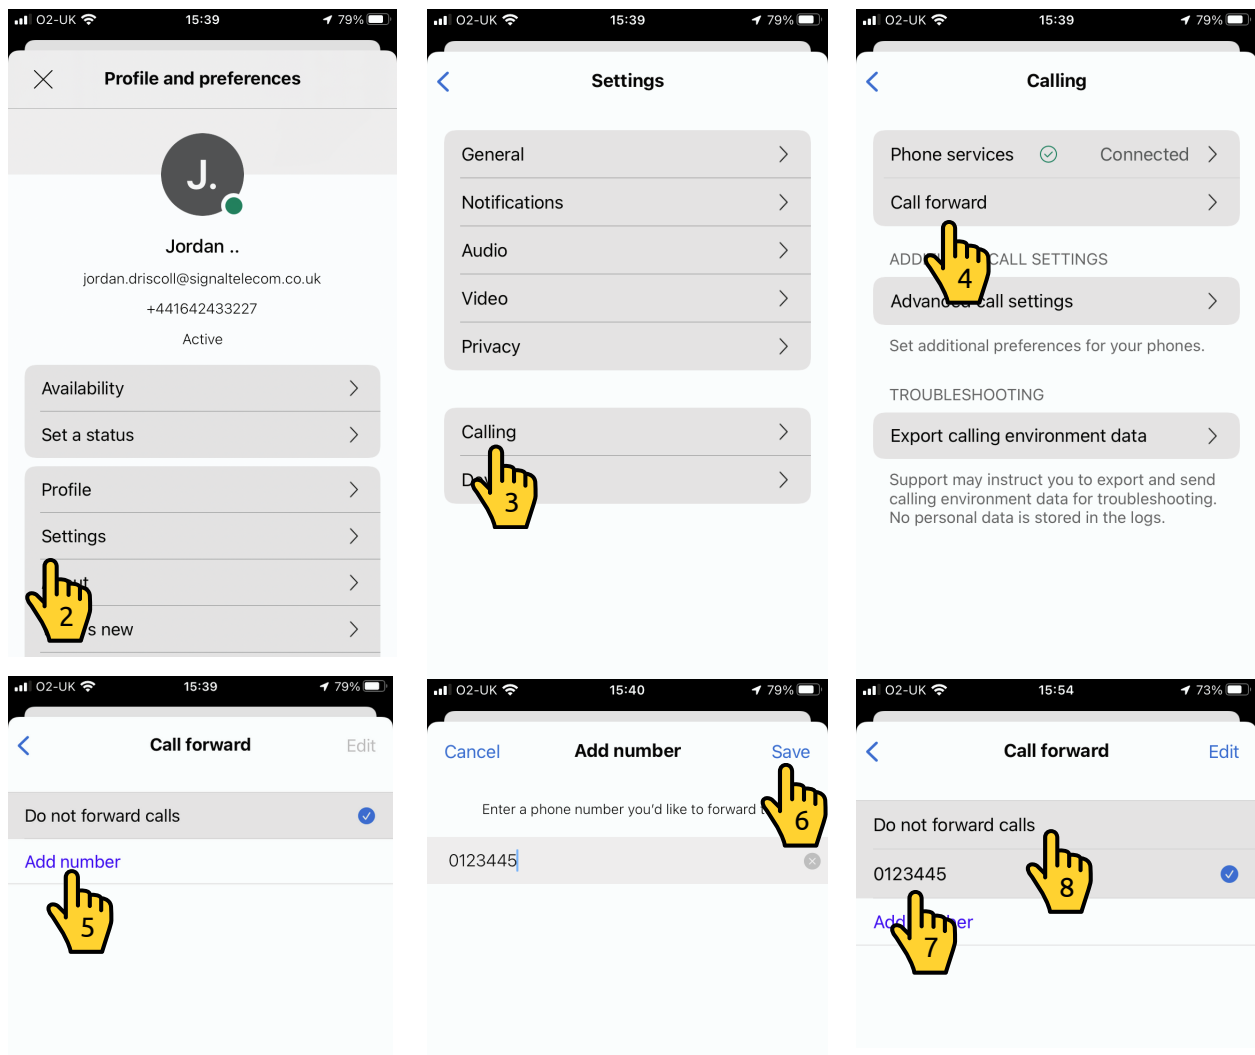 O2-UK 15:39 79%
Profile and preferences
J.
Jordan ..
jordan.driscoll@signaltelecom.co.uk
+441642433227
Active
Availability
Set a status
Profile
Settings
2
s new
O2-UK 15:39 79%
Settings
General
Notifications
Audio
Video
Privacy
Calling
3
O2-UK 15:39 79%
Calling
Phone services Connected
Call forward
4
CALL SETTINGS
Advanced call settings
Set additional preferences for your phones.
TROUBLESHOOTING
Export calling environment data
Support may instruct you to export and send
calling environment data for troubleshooting.
No personal data is stored in the logs.
O2-UK 15:39 79%
Call forward Edit
Do not forward calls
Add number
5
O2-UK 15:40 79%
Cancel Add number Save
6
Enter a phone number you'd like to forward
0123445
O2-UK 15:54 73%
Call forward Edit
Do not forward calls
8
0123445
Add number
7